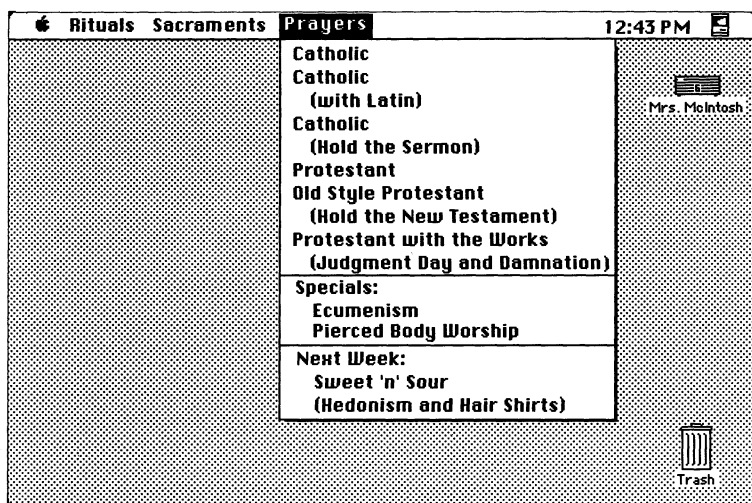 Rituals Sacraments Prayers 12:43 PM
Catholic
Catholic
(with Latin)
Catholic
(Hold the Sermon)
Protestant
Old Style Protestant
(Hold the New Testament)
Protestant with the Works
(Judgment Day and Damnation)
Specials:
Ecumenism
Pierced Body Worship
Next Week:
Sweet 'n' Sour
(Hedonism and Hair Shirts)
Mrs. McIntosh
Trash